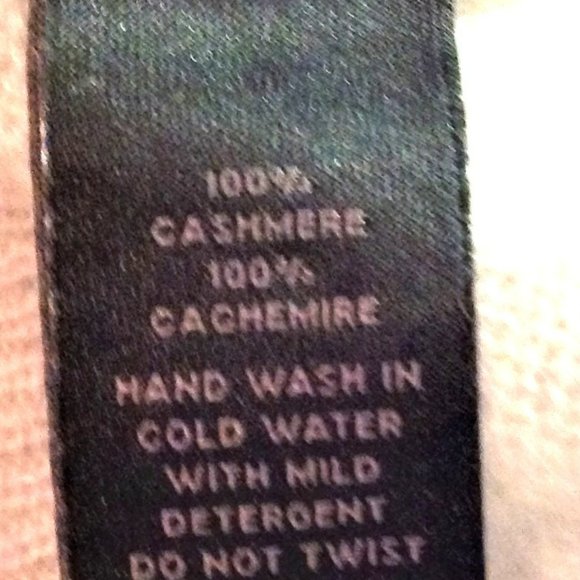 100%
CASHMERE
100%
CACHEMIRE
HAND WASH IN
COLD WATER
WITH MILD
DETERGENT
DO NOT TWIST